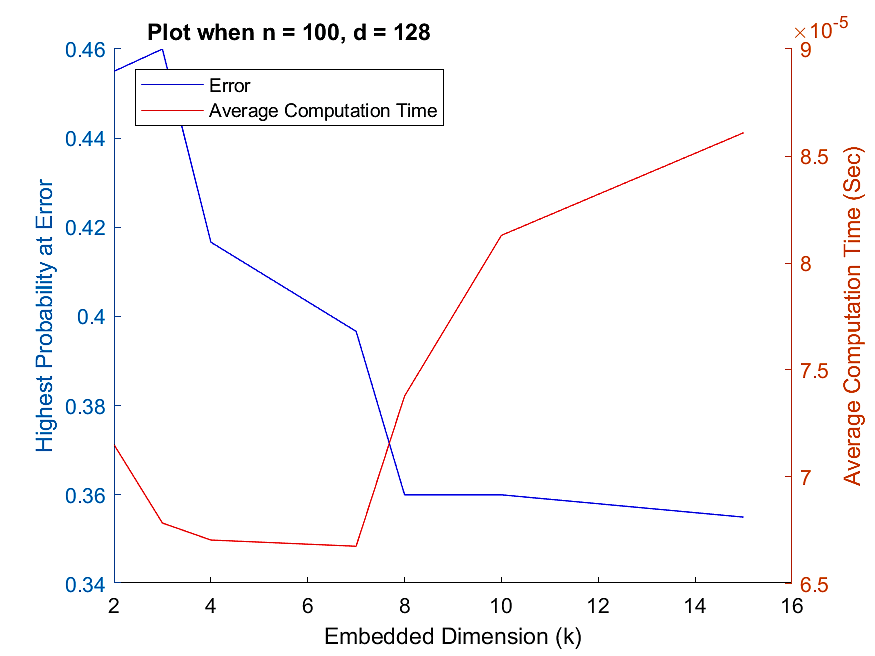 Plot when n = 100, d = 128
×10-5
Error
Average Computation Time
Highest Probability at Error
0.46
0.44
0.42
0.4
0.38
0.36
0.34
9
8.5
8
7.5
7
6.5
Average Computation Time (Sec)
2 4 6 8 10 12 14 16
Embedded Dimension (k)